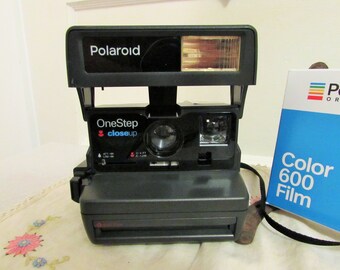 Polaroid
OneStep
closeup
Color
600
Film